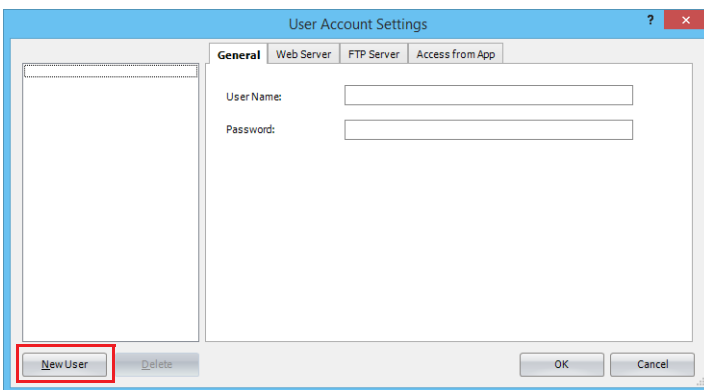 User Account Settings ? ×
General Web Server FTP Server Access from App
User Name:
Password:
New User Delete OK Cancel